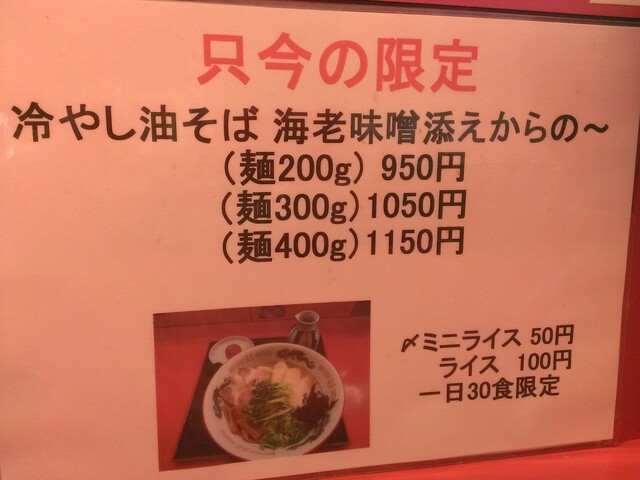 只今の限定
冷やし油そば 海老味噌添えからの~
(麺200g) 950円
(麺300g) 1050円
(麺400g) 1150円
〆ミニライス 50円
ライス 100円
一日30食限定